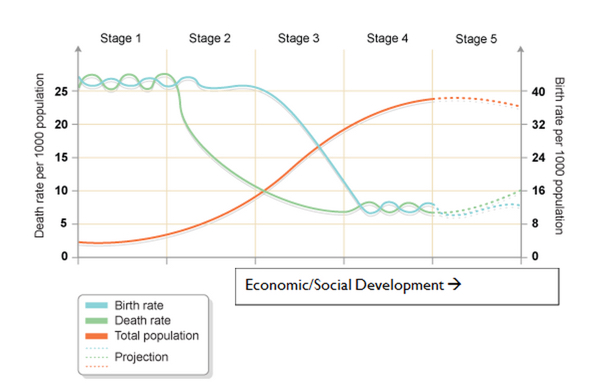 Stage 1 Stage 2 Stage 3 Stage 4 Stage 5
Death rate per 1000 population
25
20
15
10
5
0
40
32
24
16
8
0
Birth rate per 1000 population
Economic/Social Development →
Birth rate
Death rate
Total population
Projection